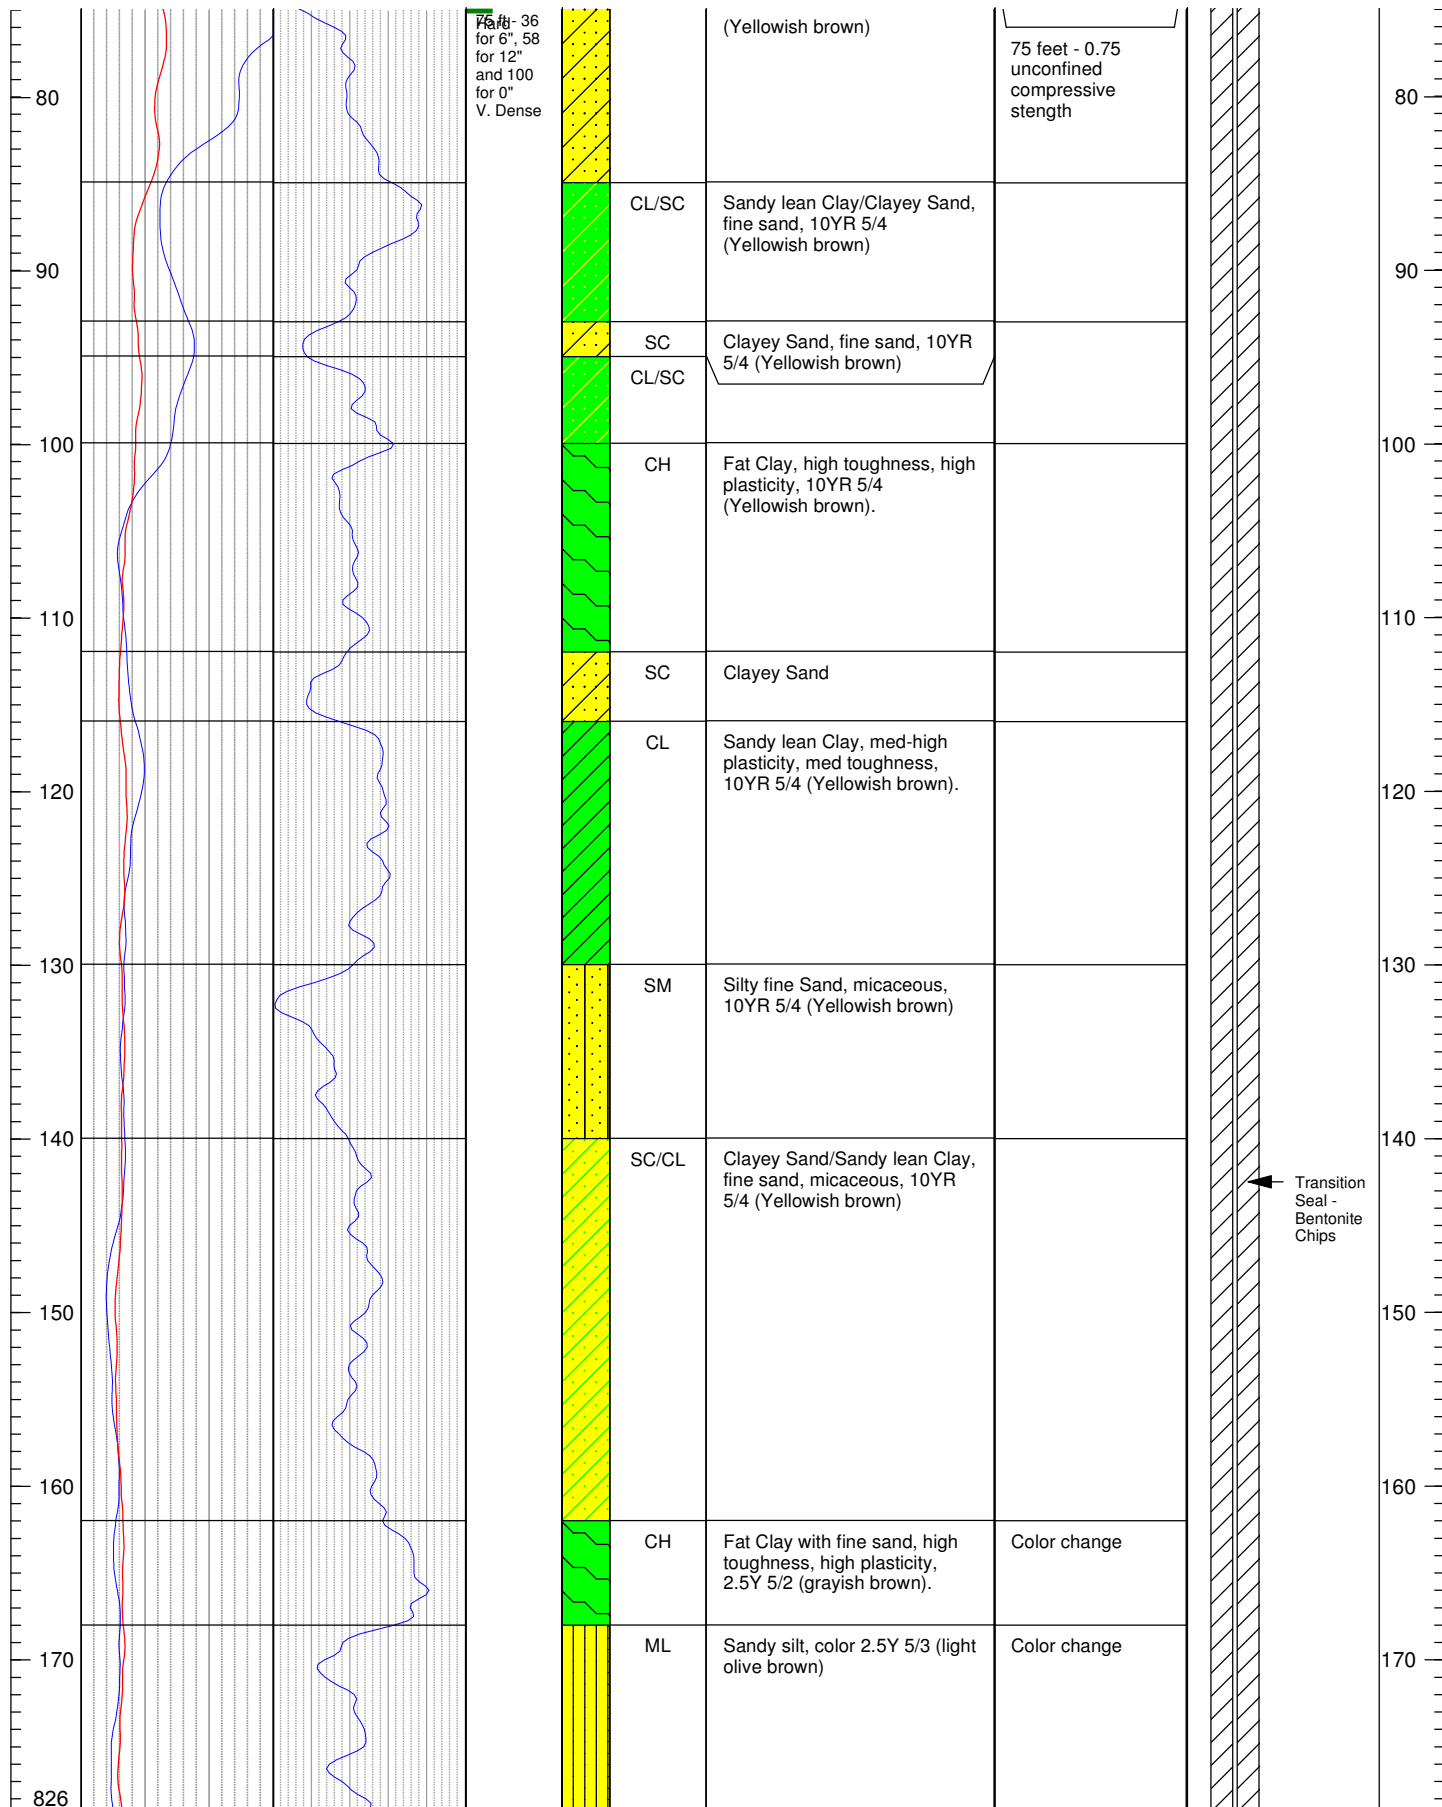 75 ft - 36
Hard
for 6", 58
for 12"
and 100
for 0"
V. Dense
(Yellowish brown)
75 feet - 0.75
unconfined
compressive
stength
80
80
CL/SC
Sandy lean Clay/Clayey Sand,
fine sand, 10YR 5/4
(Yellowish brown)
90
90
SC
Clayey Sand, fine sand, 10YR
5/4 (Yellowish brown)
CL/SC
100
100
CH
Fat Clay, high toughness, high
plasticity, 10YR 5/4
(Yellowish brown).
110
110
SC
Clayey Sand
CL
Sandy lean Clay, med-high
plasticity, med toughness,
10YR 5/4 (Yellowish brown).
120
120
130
130
SM
Silty fine Sand, micaceous,
10YR 5/4 (Yellowish brown)
140
140
SC/CL
Clayey Sand/Sandy lean Clay,
fine sand, micaceous, 10YR
5/4 (Yellowish brown)
Transition
Seal -
Bentonite
Chips
150
150
160
160
CH
Fat Clay with fine sand, high
toughness, high plasticity,
2.5Y 5/2 (grayish brown).
Color change
ML
Sandy silt, color 2.5Y 5/3 (light
olive brown)
Color change
170
170
826